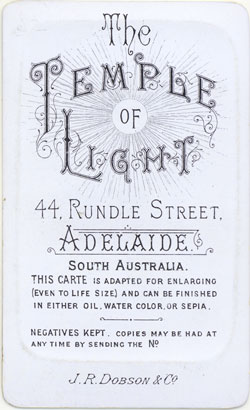 The
TEMPLE
OF
LIGHT
44, RUNDLE STREET,
ADELAIDE.
SOUTH AUSTRALIA.
THIS CARTE IS ADAPTED FOR ENLARGING
(EVEN TO LIFE SIZE) AND CAN BE FINISHED
IN EITHER OIL, WATER COLOR, OR SEPIA.
NEGATIVES KEPT. COPIES MAY BE HAD AT
ANY TIME BY SENDING THE No
J. R. DOBSON & Co